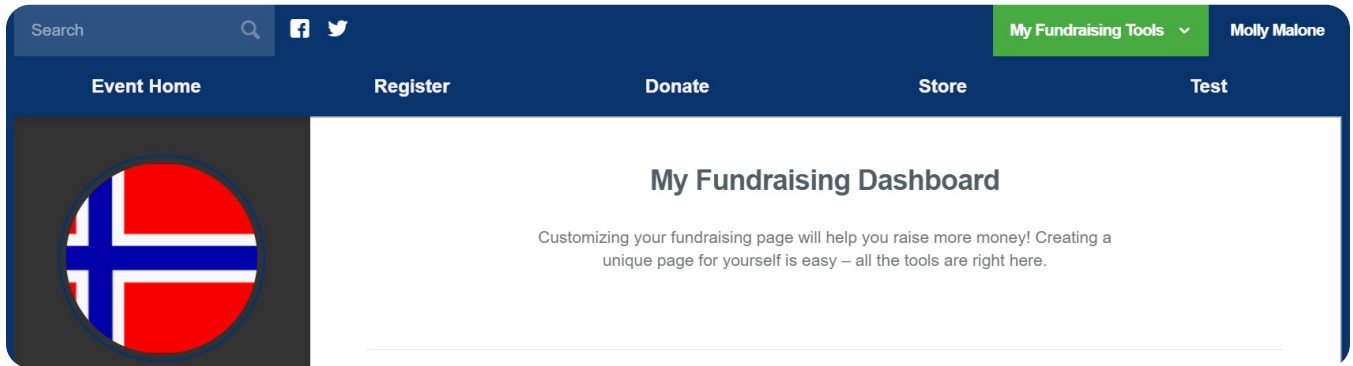 Search
My Fundraising Tools
Molly Malone
Event Home
Register
Donate
Store
Test
My Fundraising Dashboard
Customizing your fundraising page will help you raise more money! Creating a
unique page for yourself is easy – all the tools are right here.